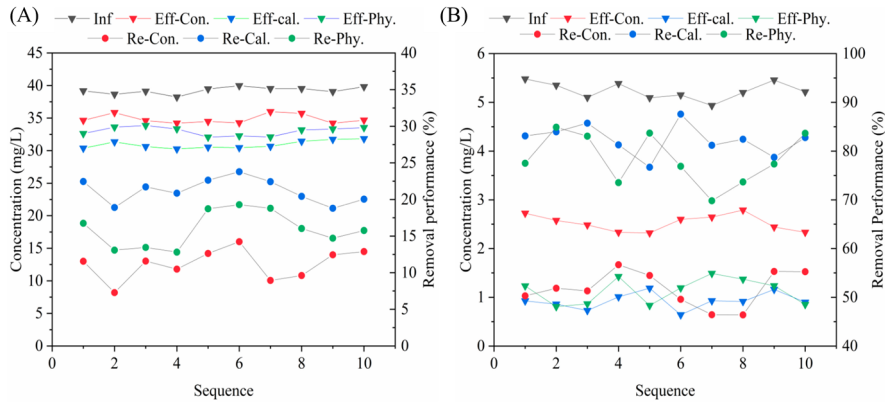 (A)
Inf Eff-Con. Eff-cal. Eff-Phy.
Re-Con. Re-Cal. Re-Phy.
Concentration (mg/L)
45
40
35
30
25
20
15
10
5
0
0 2 4 6 8 10
Sequence
40
35
30
25
20
15
10
5
0
Removal performance (%)
(B)
Inf Eff-Con. Eff-cal. Eff-Phy.
Re-Con. Re-Cal. Re-Phy.
Concentration (mg/L)
6
5
4
3
2
1
0
0 2 4 6 8 10
Sequence
100
90
80
70
60
50
40
Removal performance (%)